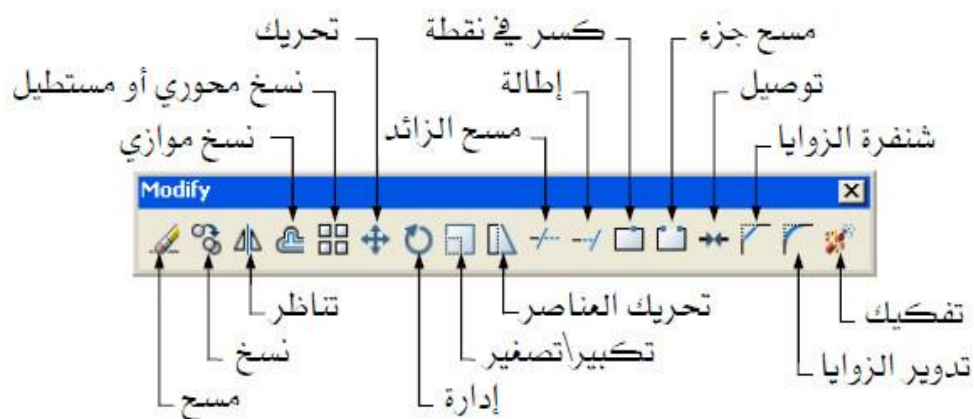 مسح جزء
كسر في نقطة
تحريك
توصيل
إطالة
نسخ محوري أو مستطيل
شنفرة الزوايا
مسح الزائد
نسخ موازي
Modify
تفكيك
تحريك العناصر
تناظر
تدوير الزوايا
تكبير\تصغير
نسخ
إدارة
مسح